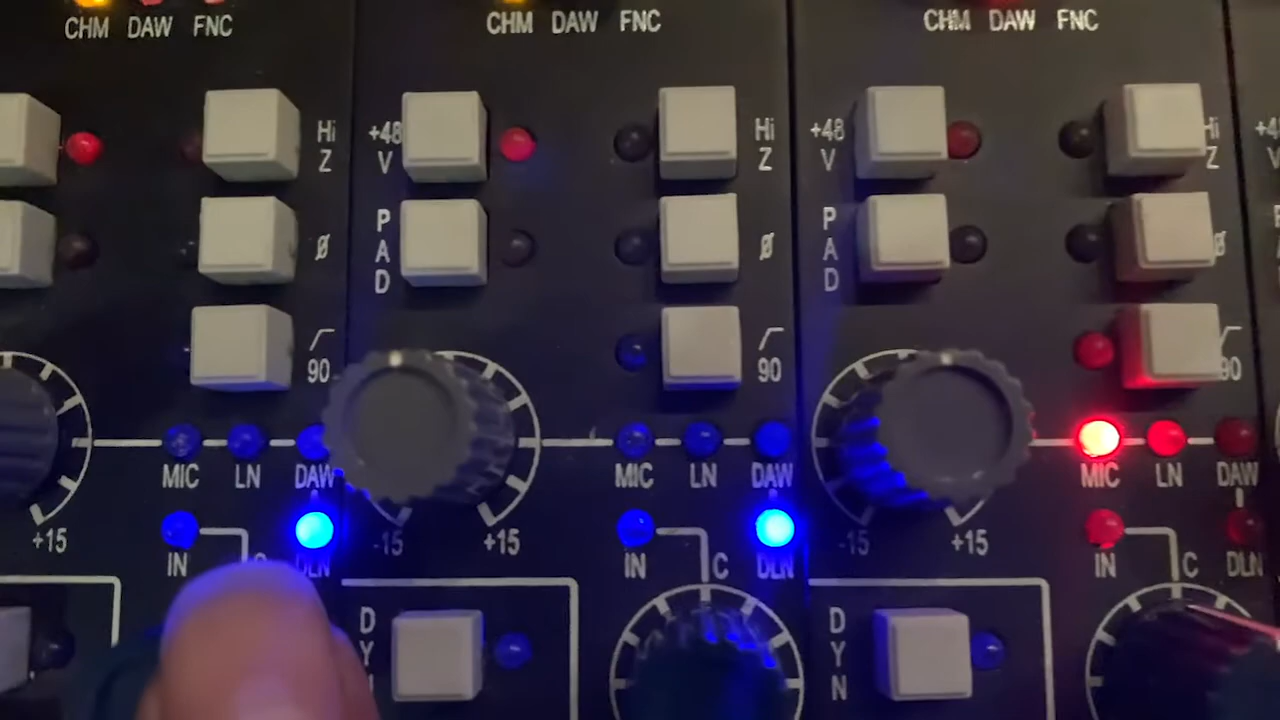 CHM DAW FNC
CHM DAW FNC
CHM DAW FNC
Hi Z
+48 V
Hi Z
+48 V
Hi Z
Ø
PAD
Ø
PAD
Ø
90
90
90
MIC LN DAW
MIC LN DAW
MIC LN DAW
+15
-15
+15
-15
+15
IN
DLN
IN
C
DLN
IN
C
DLN
DYN
DYN